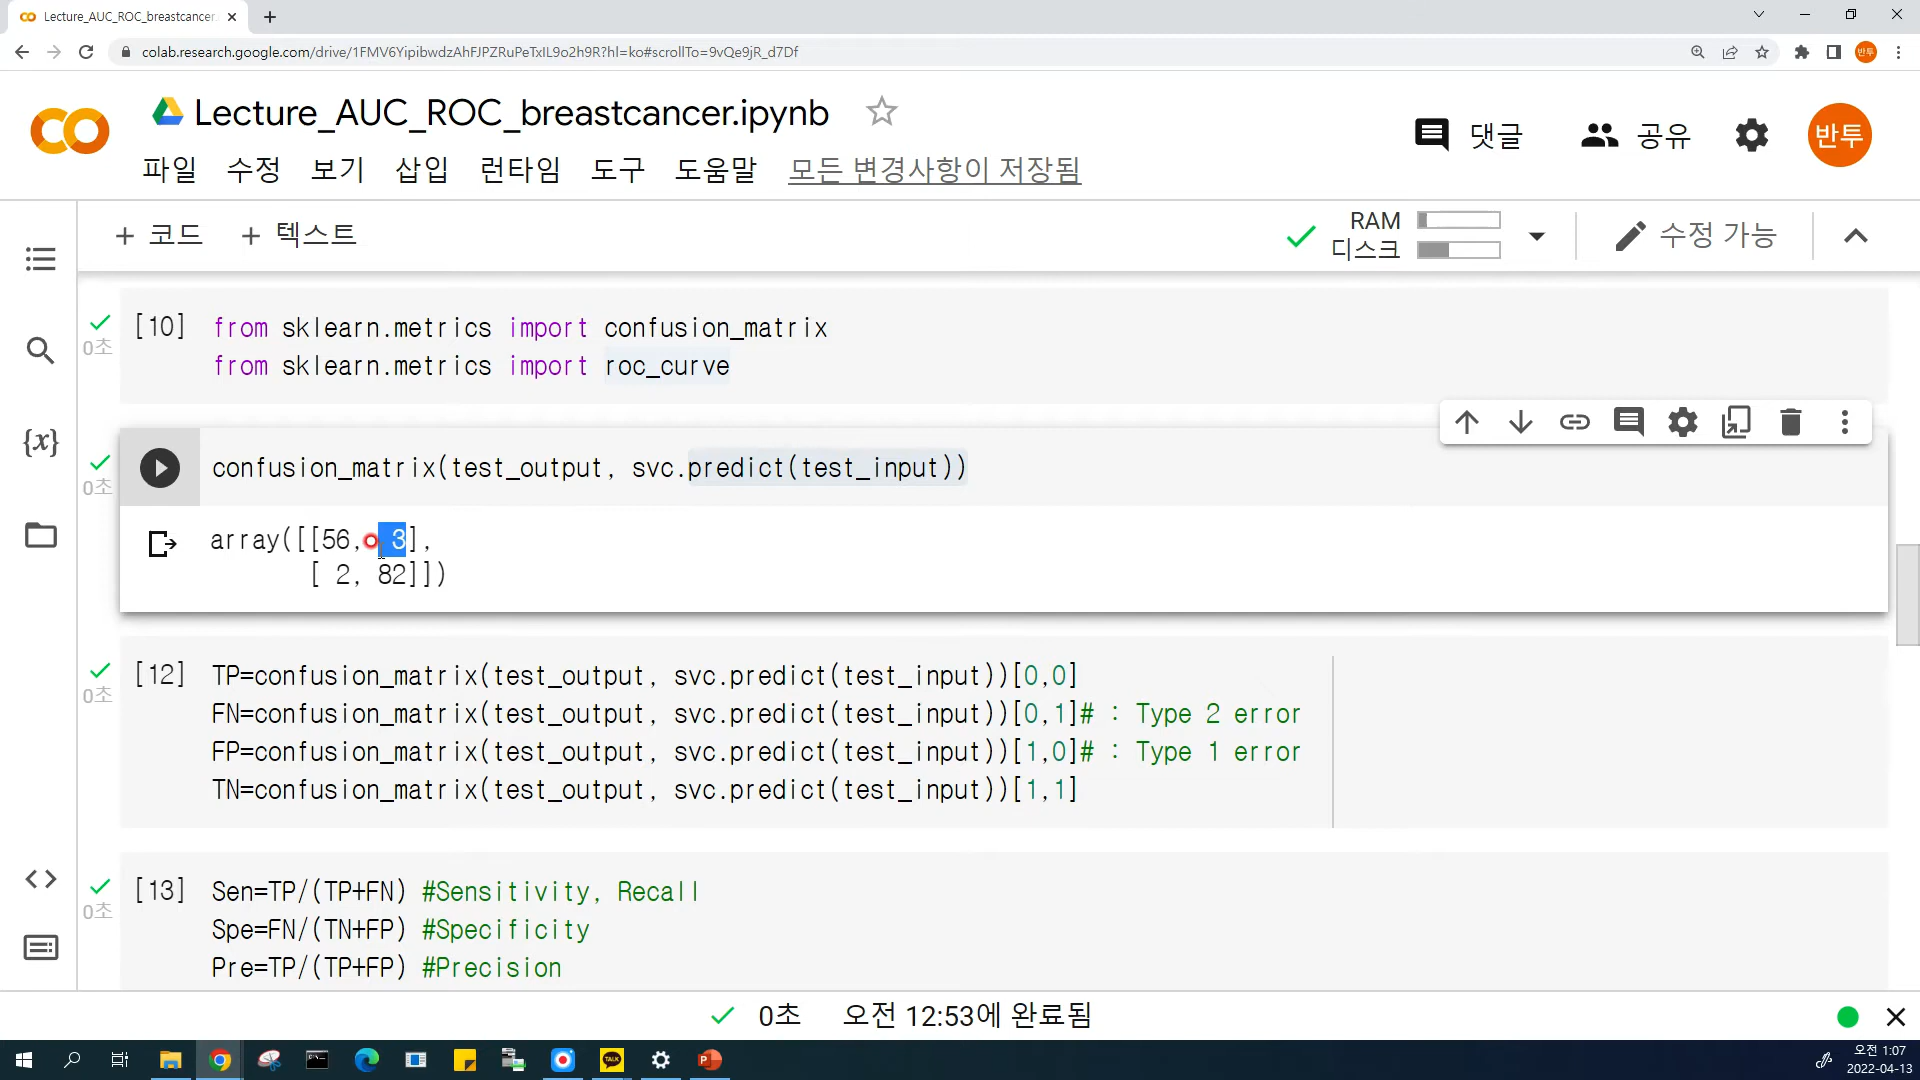 Lecture_AUC_ROC_breastcancer.
colab.research.google.com/drive/1FMV6YipibwdzAhFJPZRuPeTxIL9o2h9R?hl=ko#scrollTo=9vQe9jR_d7Df
반투
Lecture_AUC_ROC_breastcancer.ipynb
댓글
공유
반투
파일 수정 보기 삽입 런타임 도구 도움말 모든 변경사항이 저장됨
+ 코드 + 텍스트
RAM
디스크
수정 가능
[10] from sklearn.metrics import confusion_matrix
0초
from sklearn.metrics import roc_curve
{x}
confusion_matrix(test_output, svc.predict(test_input))
0초
array([[56, 3],
[ 2, 82]])
[12] TP=confusion_matrix(test_output, svc.predict(test_input))[0,0]
0초
FN=confusion_matrix(test_output, svc.predict(test_input))[0,1]# : Type 2 error
FP=confusion_matrix(test_output, svc.predict(test_input))[1,0]# : Type 1 error
TN=confusion_matrix(test_output, svc.predict(test_input))[1,1]
[13] Sen=TP/(TP+FN) #Sensitivity, Recall
0초
Spe=FN/(TN+FP) #Specificity
Pre=TP/(TP+FP) #Precision
0초 오전 12:53에 완료됨
TALK
오전 1:07
2022-04-13